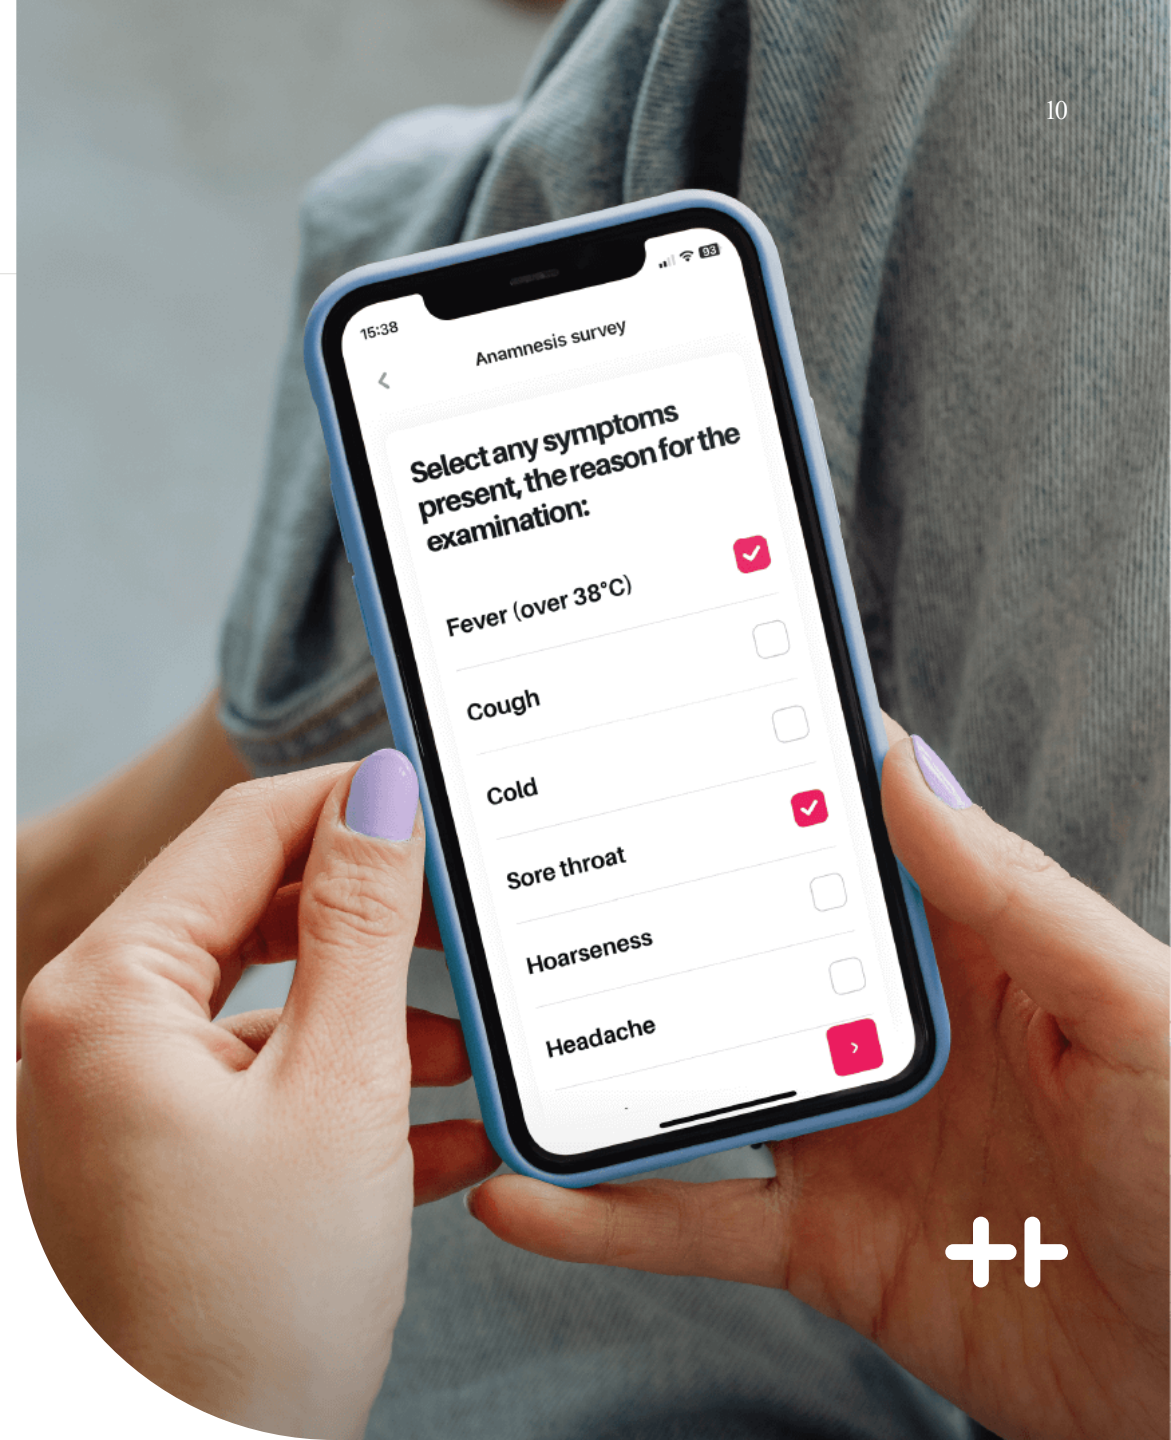 10
15:38
93
Anamnesis survey
Select any symptoms
present, the reason for the
examination:
Fever (over 38°C)
Cough
Cold
Sore throat
Hoarseness
Headache